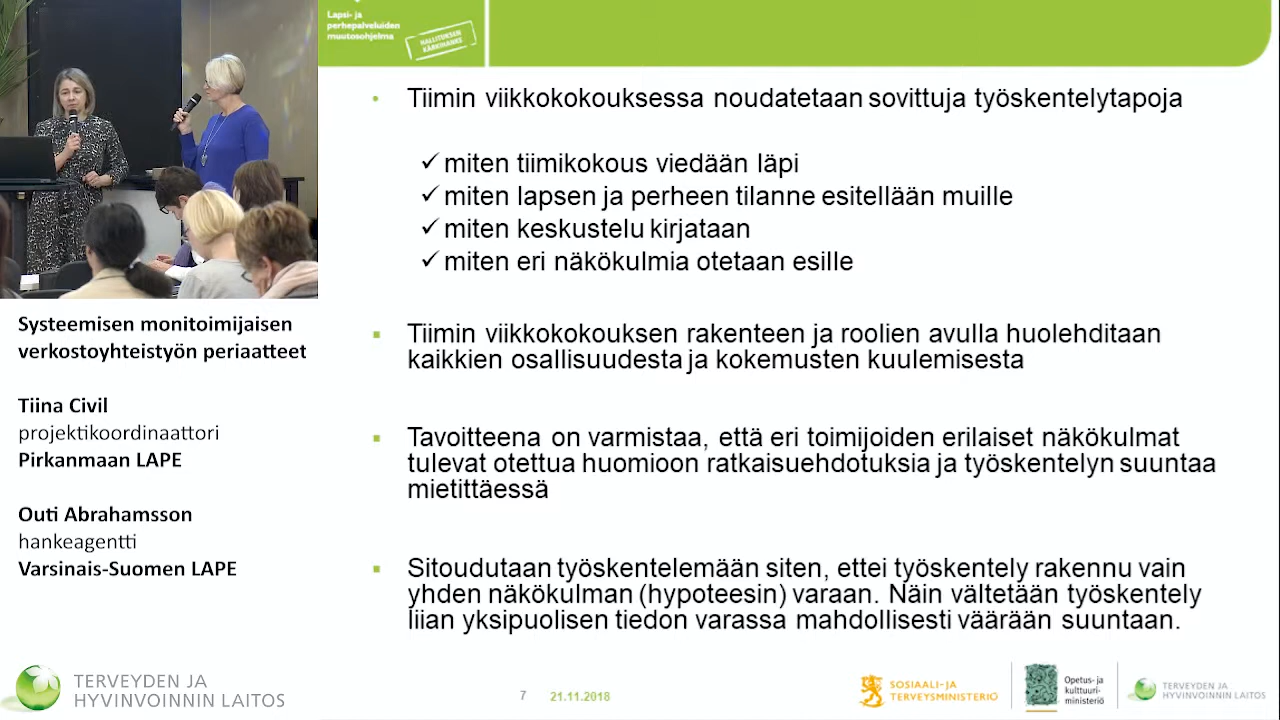 Lapsi- ja
perhepalveluiden
muutosohjelma
HALLITUKSEN
KÄRKIHANKE
• Tiimin viikkokokouksessa noudatetaan sovittuja työskentelytapoja
✓ miten tiimikokous viedään läpi
✓ miten lapsen ja perheen tilanne esitellään muille
✓ miten keskustelu kirjataan
✓ miten eri näkökulmia otetaan esille
▪ Tiimin viikkokokouksen rakenteen ja roolien avulla huolehditaan
kaikkien osallisuudesta ja kokemusten kuulemisesta
▪ Tavoitteena on varmistaa, että eri toimijoiden erilaiset näkökulmat
tulevat otettua huomioon ratkaisuehdotuksia ja työskentelyn suuntaa
mietittäessä
▪ Sitoudutaan työskentelemään siten, ettei työskentely rakennu vain
yhden näkökulman (hypoteesin) varaan. Näin vältetään työskentely
liian yksipuolisen tiedon varassa mahdollisesti väärään suuntaan.
Systeemisen monitoimijaisen
verkostoyhteistyön periaatteet
Tiina Civil
projektikoordinaattori
Pirkanmaan LAPE
Outi Abrahamsson
hankeagentti
Varsinais-Suomen LAPE
TERVEYDEN JA
HYVINVOINNIN LAITOS
7 21.11.2018
SOSIAALI- JA
TERVEYSMINISTERIÖ
Opetus- ja
kulttuuri-
ministeriö
TERVEYDEN JA
HYVINVOINNIN LAITOS